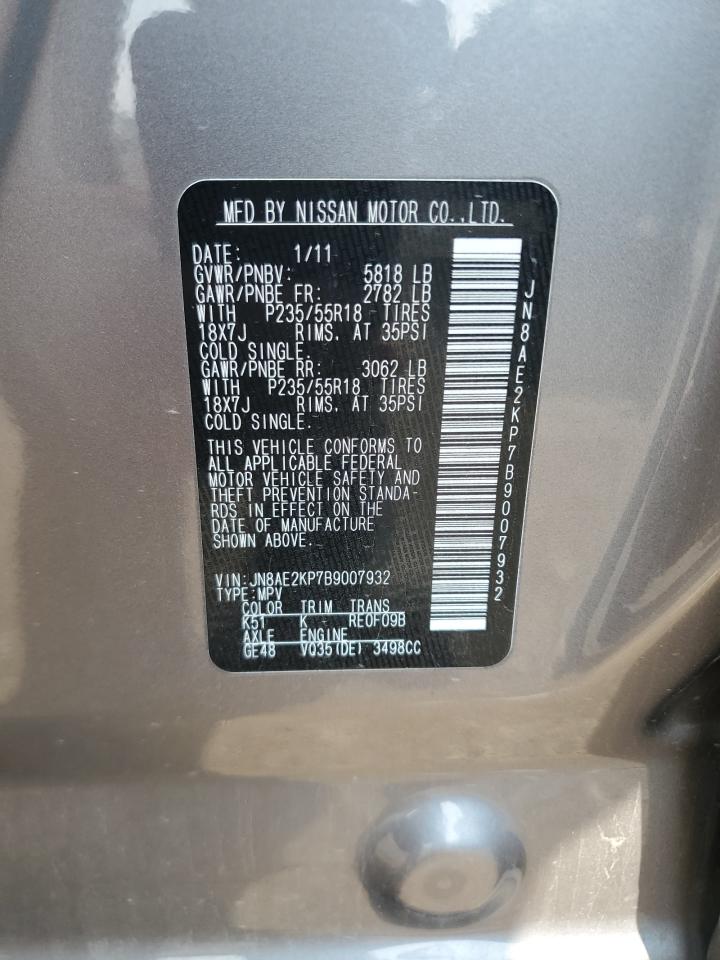 MFD BY NISSAN MOTOR CO.,LTD.
DATE: 1/11
GVWR/PNBV: 5818 LB
GAWR/PNBE FR: 2782 LB
WITH P235/55R18 TIRES
18X7J RIMS, AT 35PSI
COLD SINGLE.
GAWR/PNBE RR: 3062 LB
WITH P235/55R18 TIRES
18X7J RIMS, AT 35PSI
COLD SINGLE.
THIS VEHICLE CONFORMS TO
ALL APPLICABLE FEDERAL
MOTOR VEHICLE SAFETY AND
THEFT PREVENTION STANDA-
RDS IN EFFECT ON THE
DATE OF MANUFACTURE
SHOWN ABOVE.
VIN:JN8AE2KP7B9007932
TYPE:MPV
COLOR TRIM TRANS
K51 K RE0F09B
AXLE ENGINE
GE48 VQ35(DE) 3498CC
JN8AE2KP7B9007932